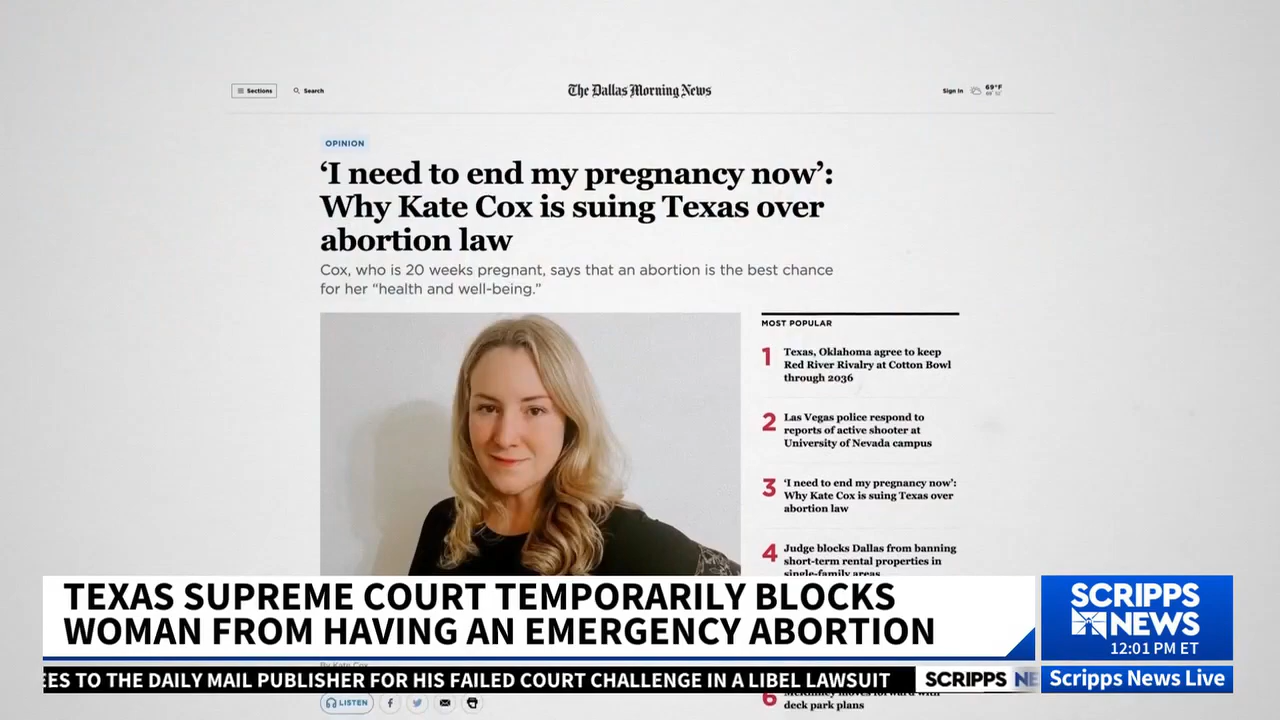 Sections
Search
The Dallas Morning News
Sign In
69°F
OPINION
‘I need to end my pregnancy now’:
Why Kate Cox is suing Texas over
abortion law
Cox, who is 20 weeks pregnant, says that an abortion is the best chance
for her “health and well-being.”
MOST POPULAR
1
Texas, Oklahoma agree to keep
Red River Rivalry at Cotton Bowl
through 2036
2
Las Vegas police respond to
reports of active shooter at
University of Nevada campus
3
‘I need to end my pregnancy now’:
Why Kate Cox is suing Texas over
abortion law
4
Judge blocks Dallas from banning
short-term rental properties in
single-family areas
TEXAS SUPREME COURT TEMPORARILY BLOCKS
WOMAN FROM HAVING AN EMERGENCY ABORTION
SCRIPPS
NEWS
12:01 PM ET
By Kate Cox
EES TO THE DAILY MAIL PUBLISHER FOR HIS FAILED COURT CHALLENGE IN A LIBEL LAWSUIT
SCRIPPS NE
Scripps News Live
6
McKinney moves forward with
deck park plans
LISTEN